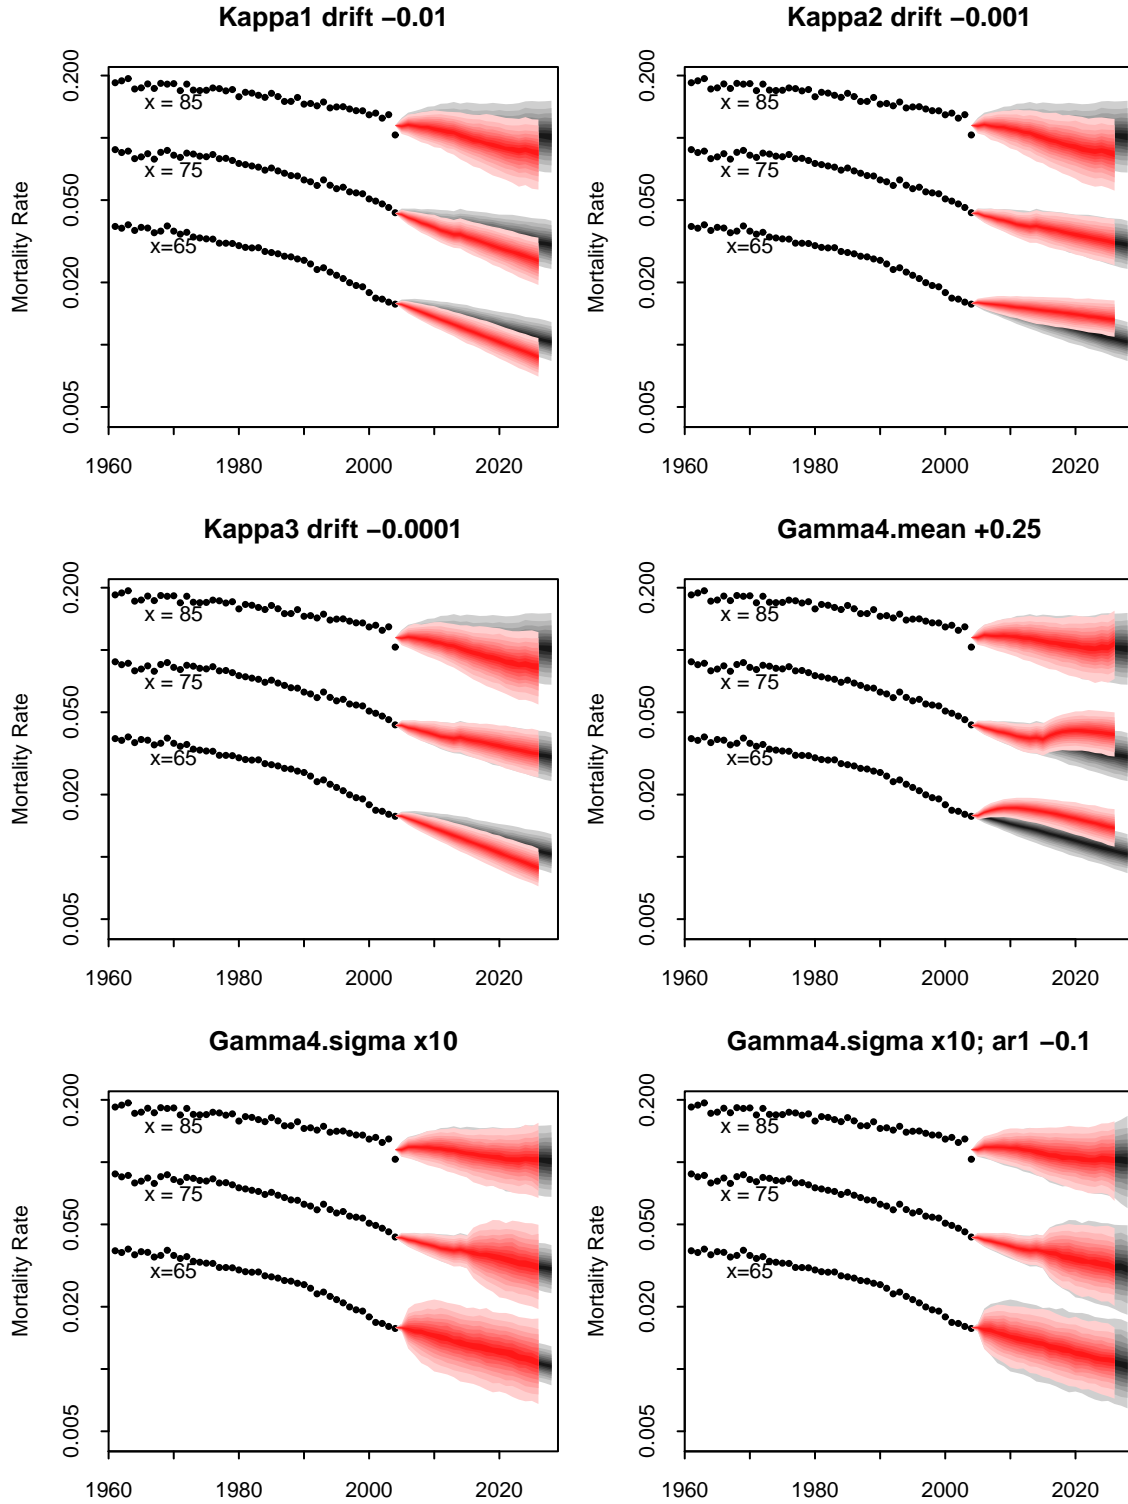 Kappa1 drift −0.01
Mortality Rate
0.200
0.050
0.020
0.005
x = 85
x = 75
x=65
1960 1980 2000 2020
Kappa2 drift −0.001
Mortality Rate
0.200
0.050
0.020
0.005
x = 85
x = 75
x=65
1960 1980 2000 2020
Kappa3 drift −0.0001
Mortality Rate
0.200
0.050
0.020
0.005
x = 85
x = 75
x=65
1960 1980 2000 2020
Gamma4.mean +0.25
Mortality Rate
0.200
0.050
0.020
0.005
x = 85
x = 75
x=65
1960 1980 2000 2020
Gamma4.sigma x10
Mortality Rate
0.200
0.050
0.020
0.005
x = 85
x = 75
x=65
1960 1980 2000 2020
Gamma4.sigma x10; ar1 −0.1
Mortality Rate
0.200
0.050
0.020
0.005
x = 85
x = 75
x=65
1960 1980 2000 2020